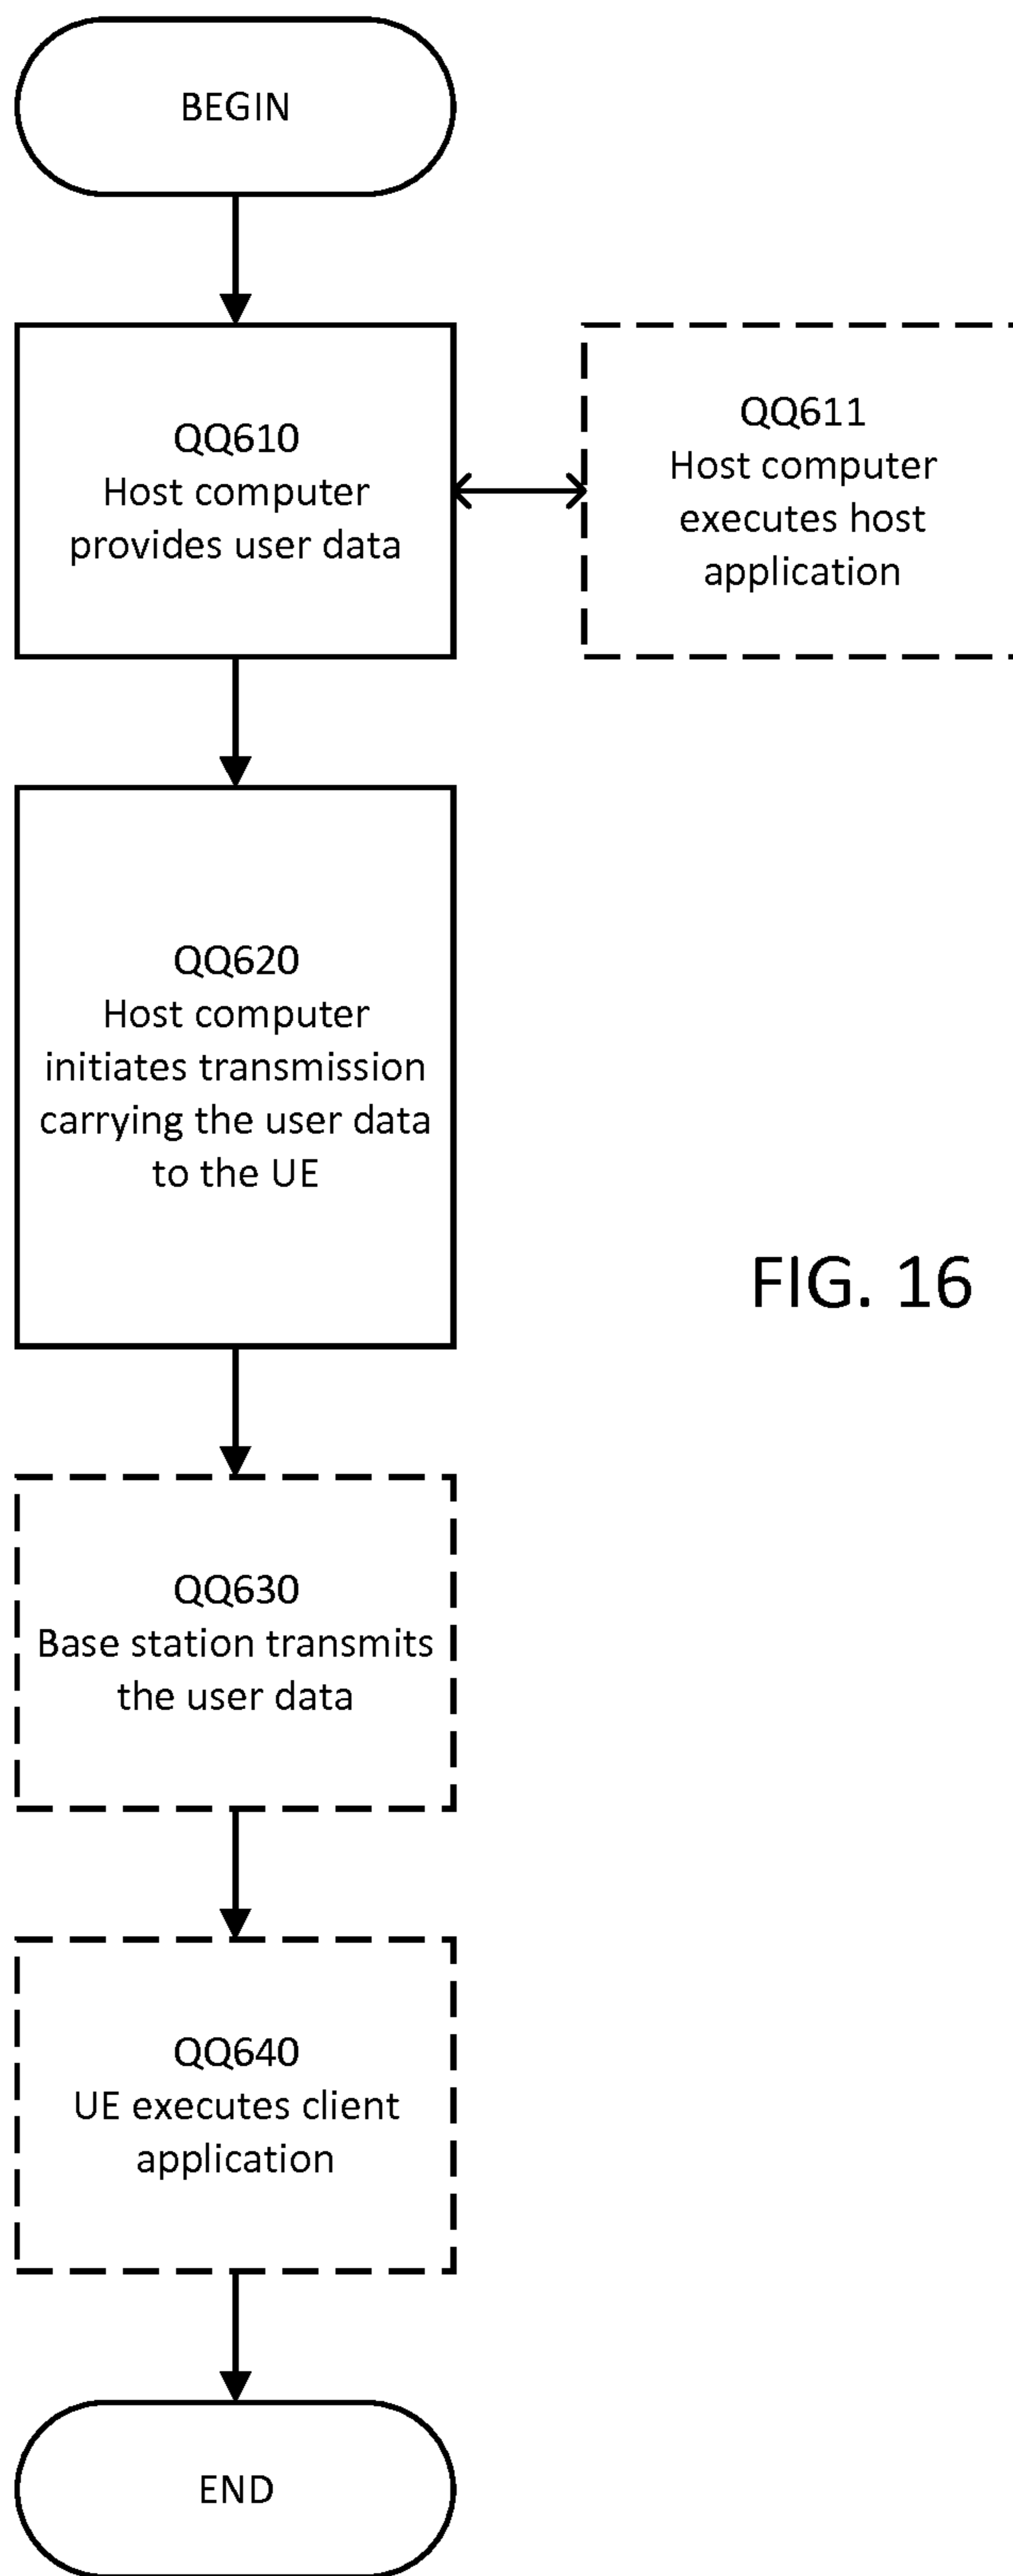 BEGIN
QQ610
Host computer
provides user data
QQ611
Host computer
executes host
application
QQ620
Host computer
initiates transmission
carrying the user data
to the UE
FIG. 16
QQ630
Base station transmits
the user data
QQ640
UE executes client
application
END